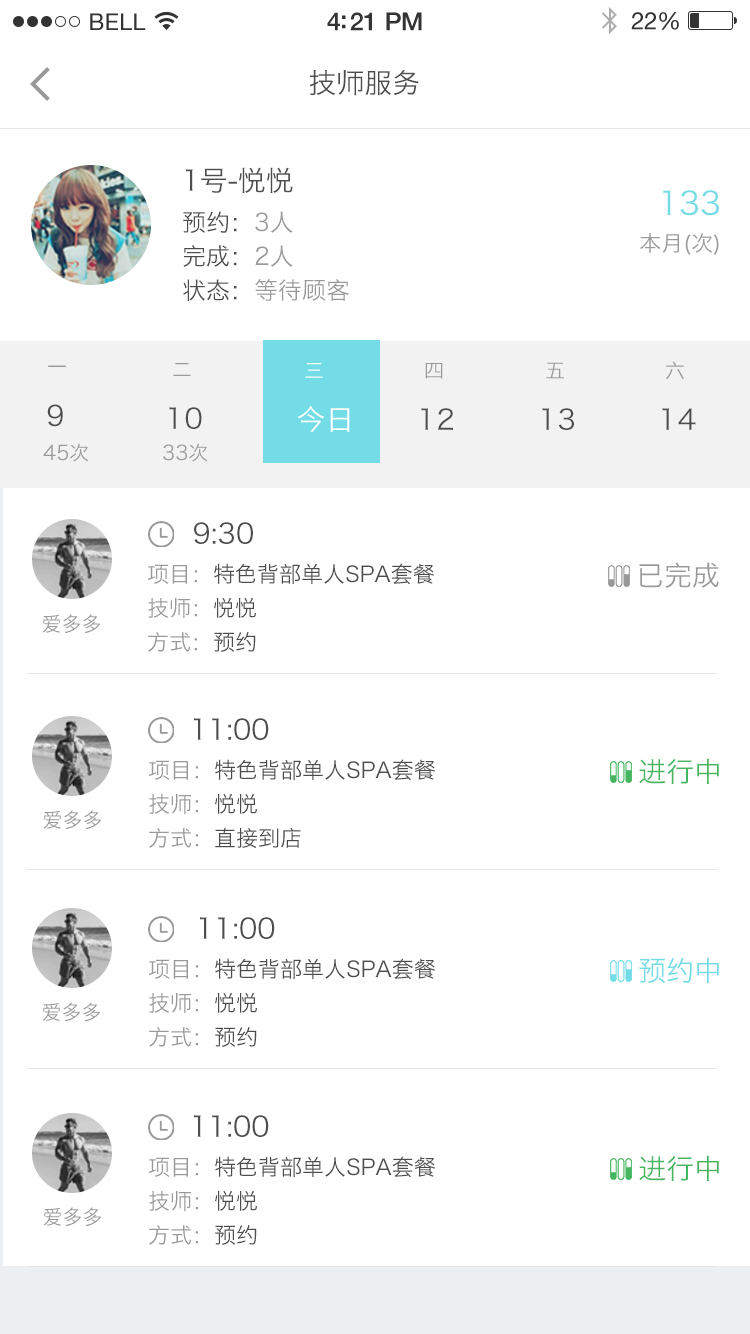 BELL 4:21 PM 22%
技师服务
1号-悦悦
预约: 3人
完成: 2人
状态: 等待顾客
133
本月(次)
一 二 三 四 五 六
9 10 今日 12 13 14
45次 33次
9:30
项目: 特色背部单人SPA套餐
技师: 悦悦
方式: 预约
爱多多
已完成
11:00
项目: 特色背部单人SPA套餐
技师: 悦悦
方式: 直接到店
爱多多
进行中
11:00
项目: 特色背部单人SPA套餐
技师: 悦悦
方式: 预约
爱多多
预约中
11:00
项目: 特色背部单人SPA套餐
技师: 悦悦
方式: 预约
爱多多
进行中